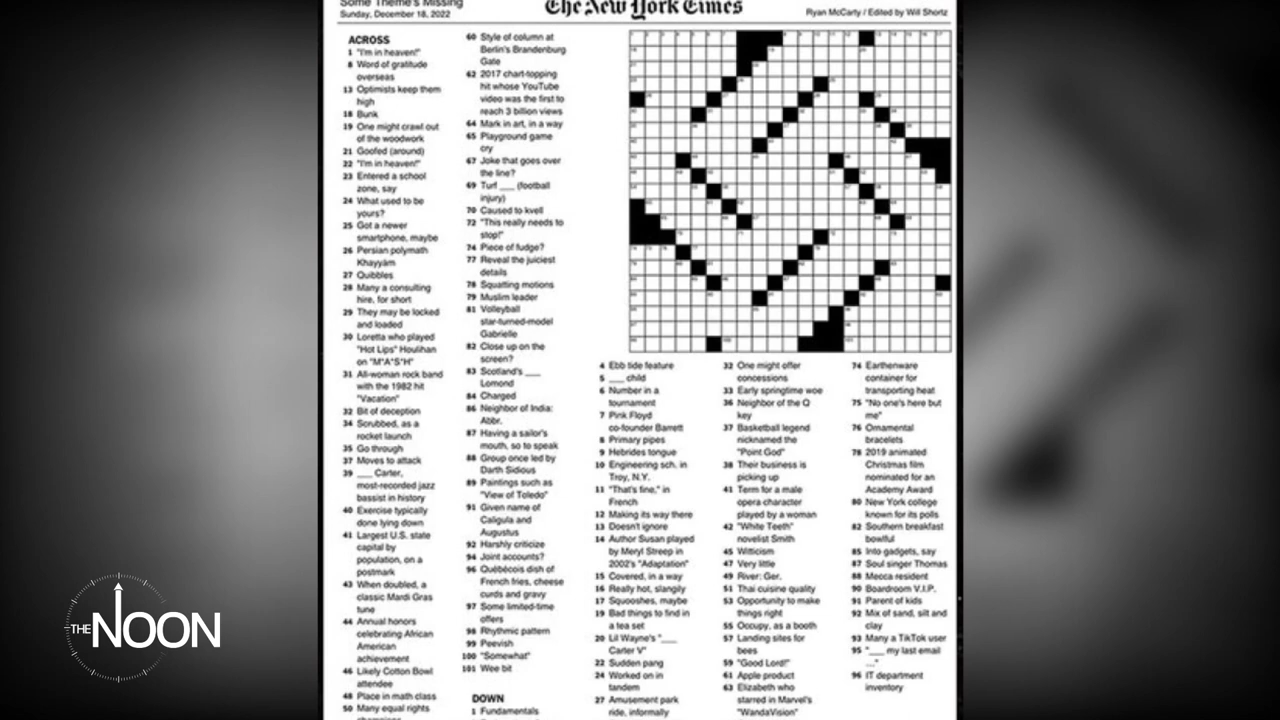 Some Theme's Missing
Sunday, December 18, 2022
The New York Times
Ryan McCarty / Edited by Will Shortz
ACROSS
1 "I'm in heaven!"
8 Word of gratitude
overseas
13 Optimists keep them
high
18 Bunk
19 One might crawl out
of the woodwork
21 Goofed (around)
22 "I'm in heaven!"
23 Entered a school
zone, say
24 What used to be
yours?
25 Got a newer
smartphone, maybe
26 Persian polymath
Khayyám
27 Quibbles
28 Many a consulting
hire, for short
29 They may be locked
and loaded
30 Loretta who played
"Hot Lips" Houlihan
on "M*A*S*H"
31 All-woman rock band
with the 1982 hit
"Vacation"
32 Bit of deception
34 Scrubbed, as a
rocket launch
35 Go through
37 Moves to attack
39 ___ Carter,
most-recorded jazz
bassist in history
40 Exercise typically
done lying down
41 Largest U.S. state
capital by
population, on a
postmark
43 When doubled, a
classic Mardi Gras
tune
44 Annual honors
celebrating African
American
achievement
46 Likely Cotton Bowl
attendee
48 Place in math class
50 Many equal rights
60 Style of column at
Berlin's Brandenburg
Gate
62 2017 chart-topping
hit whose YouTube
video was the first to
reach 3 billion views
64 Mark in art, in a way
65 Playground game
cry
67 Joke that goes over
the line?
69 Turf ___ (football
injury)
70 Caused to kvell
72 "This really needs to
stop!"
74 Piece of fudge?
77 Reveal the juiciest
details
78 Squatting motions
79 Muslim leader
81 Volleyball
star-turned-model
Gabrielle
82 Close up on the
screen?
83 Scotland's ___
Lomond
84 Charged
86 Neighbor of India:
Abbr.
87 Having a sailor's
mouth, so to speak
88 Group once led by
Darth Sidious
89 Paintings such as
"View of Toledo"
91 Given name of
Caligula and
Augustus
92 Harshly criticize
94 Joint accounts?
96 Québécois dish of
French fries, cheese
curds and gravy
97 Some limited-time
offers
98 Rhythmic pattern
99 Peevish
100 "Somewhat"
101 Wee bit
DOWN
1 Fundamentals
4 Ebb tide feature
5 ___ child
6 Number in a
tournament
7 Pink Floyd
co-founder Barrett
8 Primary pipes
9 Hebrides tongue
10 Engineering sch. in
Troy, N.Y.
11 "That's fine," in
French
12 Making its way there
13 Doesn't ignore
14 Author Susan played
by Meryl Streep in
2002's "Adaptation"
15 Covered, in a way
16 Really hot, slangily
17 Squooshes, maybe
19 Bad things to find in
a tea set
20 Lil Wayne's "___
Carter V"
22 Sudden pang
24 Worked on in
tandem
27 Amusement park
ride, informally
32 One might offer
concessions
33 Early springtime woe
36 Neighbor of the Q
key
37 Basketball legend
nicknamed the
"Point God"
38 Their business is
picking up
41 Term for a male
opera character
played by a woman
42 "White Teeth"
novelist Smith
45 Witticism
47 Very little
49 River: Ger.
51 Thai cuisine quality
53 Opportunity to make
things right
55 Occupy, as a booth
57 Landing sites for
bees
59 "Good Lord!"
61 Apple product
63 Elizabeth who
starred in Marvel's
"WandaVision"
74 Earthenware
container for
transporting heat
75 "No one's here but
me"
76 Ornamental
bracelets
78 2019 animated
Christmas film
nominated for an
Academy Award
80 New York college
known for its polls
82 Southern breakfast
bowlful
85 Into gadgets, say
87 Soul singer Thomas
88 Mecca resident
90 Boardroom V.I.P.
91 Parent of kids
92 Mix of sand, silt and
clay
93 Many a TikTok user
95 "___ my last email
..."
96 IT department
inventory
THE NOON